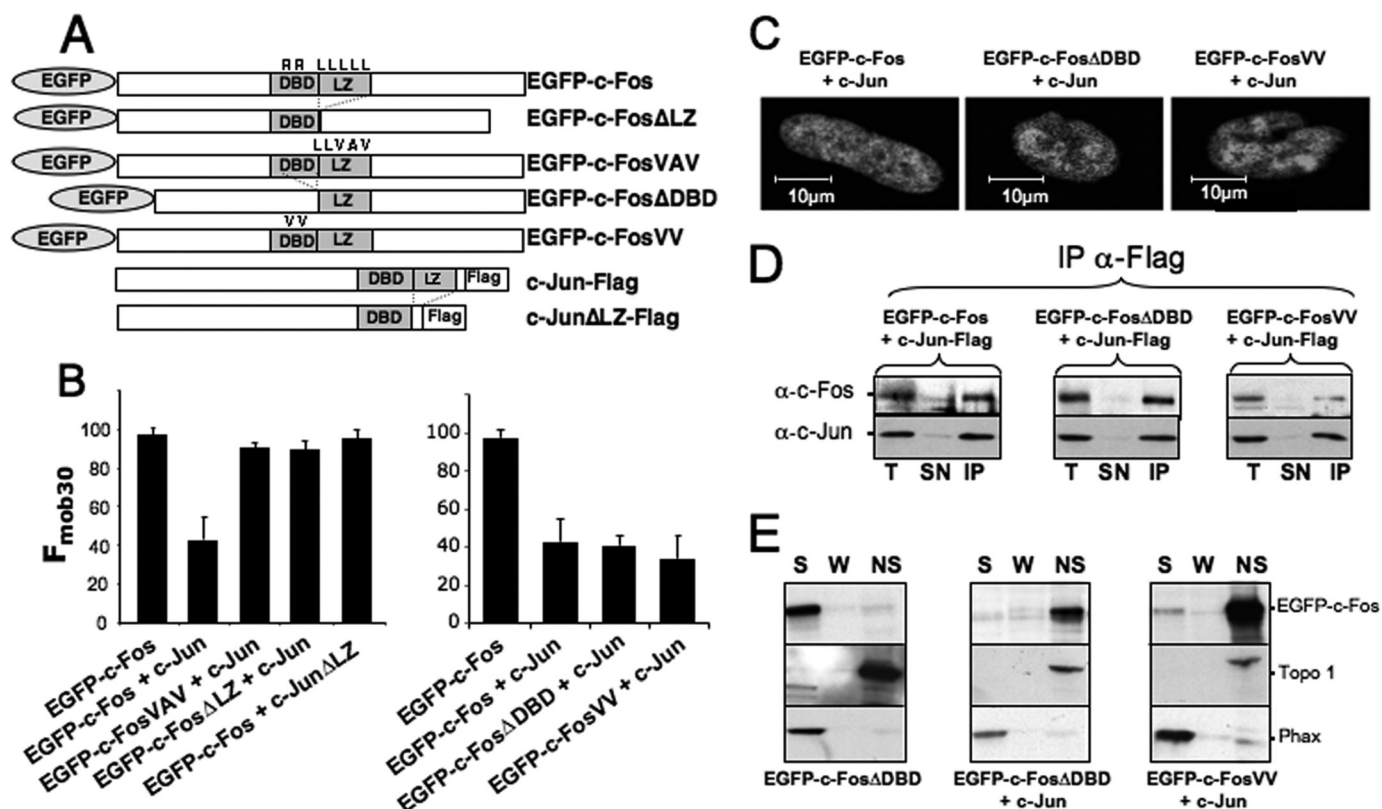 A
R R L L L L L
EGFP DBD LZ EGFP-c-Fos
EGFP DBD EGFP-c-FosΔLZ
L L V A V
EGFP DBD LZ EGFP-c-FosVAV
EGFP LZ EGFP-c-FosΔDBD
V V
EGFP DBD LZ EGFP-c-FosVV
DBD LZ Flag c-Jun-Flag
DBD Flag c-JunΔLZ-Flag
B
Fmob30
100
80
60
40
20
0
EGFP-c-Fos
EGFP-c-Fos + c-Jun
EGFP-c-FosVAV + c-Jun
EGFP-c-FosΔLZ + c-Jun
EGFP-c-Fos + c-JunΔLZ
100
80
60
40
20
0
EGFP-c-Fos
EGFP-c-Fos + c-Jun
EGFP-c-FosΔDBD + c-Jun
EGFP-c-FosVV + c-Jun
C
EGFP-c-Fos + c-Jun
EGFP-c-FosΔDBD + c-Jun
EGFP-c-FosVV + c-Jun
10µm 10µm 10µm
D
IP α-Flag
EGFP-c-Fos + c-Jun-Flag
EGFP-c-FosΔDBD + c-Jun-Flag
EGFP-c-FosVV + c-Jun-Flag
α-c-Fos
α-c-Jun
T SN IP T SN IP T SN IP
E
S W NS S W NS S W NS
EGFP-c-Fos
Topo 1
Phax
EGFP-c-FosΔDBD
EGFP-c-FosΔDBD + c-Jun
EGFP-c-FosVV + c-Jun